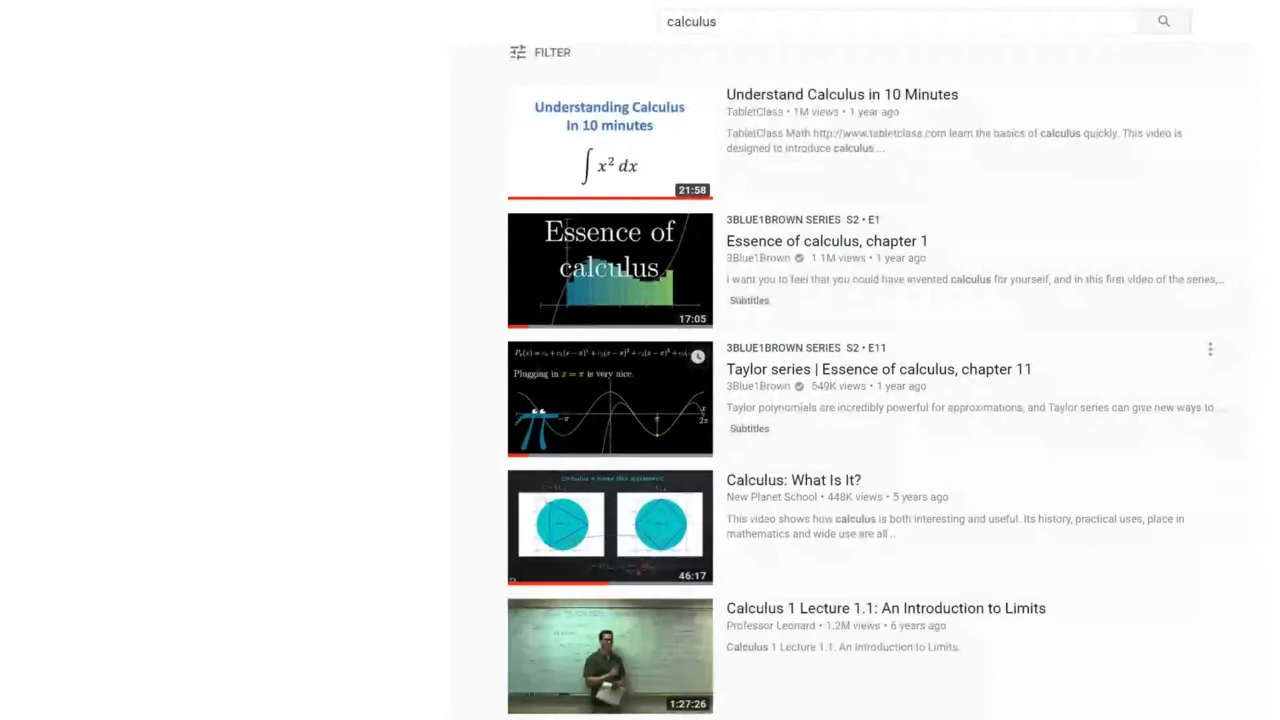 calculus
FILTER
Understanding Calculus
In 10 minutes
∫ x² dx
21:58
Understand Calculus in 10 Minutes
TabletClass • 1M views • 1 year ago
TabletClass Math http://www.tabletclass.com learn the basics of calculus quickly. This video is
designed to introduce calculus ...
Essence of
calculus
17:05
3BLUE1BROWN SERIES S2 • E1
Essence of calculus, chapter 1
3Blue1Brown 1.1M views • 1 year ago
I want you to feel that you could have invented calculus for yourself, and in this first video of the series,...
Subtitles
Plugging in x = π is very nice.
3BLUE1BROWN SERIES S2 • E11
Taylor series | Essence of calculus, chapter 11
3Blue1Brown 549K views • 1 year ago
Taylor polynomials are incredibly powerful for approximations, and Taylor series can give new ways to
Subtitles
46:17
Calculus: What Is It?
New Planet School • 448K views • 5 years ago
This video shows how calculus is both interesting and useful. Its history, practical uses, place in
mathematics and wide use are all ..
1:27:26
Calculus 1 Lecture 1.1: An Introduction to Limits
Professor Leonard • 1.2M views • 6 years ago
Calculus 1 Lecture 1.1: An Introduction to Limits.